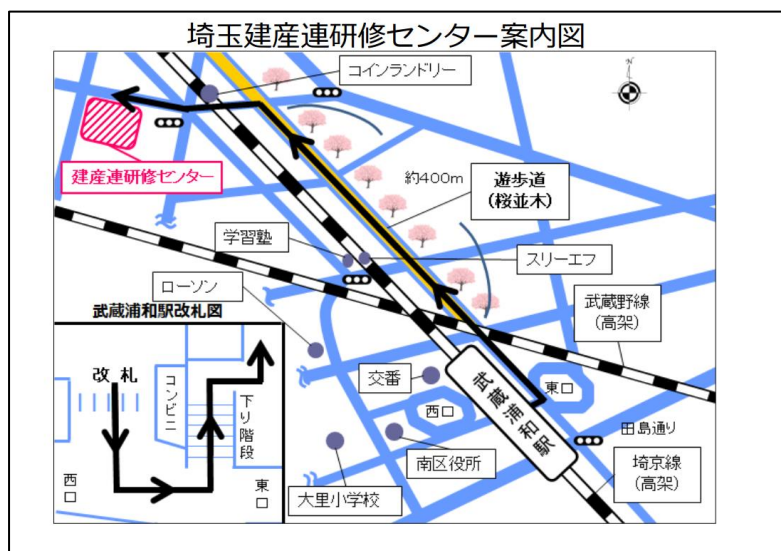 埼玉建産連研修センター案内図
コインランドリー
N
建産連研修センター
約400m
遊歩道
(桜並木)
学習塾
スリーエフ
ローソン
武蔵野線
(高架)
武蔵浦和駅改札図
改札
コンビニ
下り階段
西口
東口
交番
西口
武蔵浦和駅
東口
田島通り
南区役所
大里小学校
埼京線
(高架)